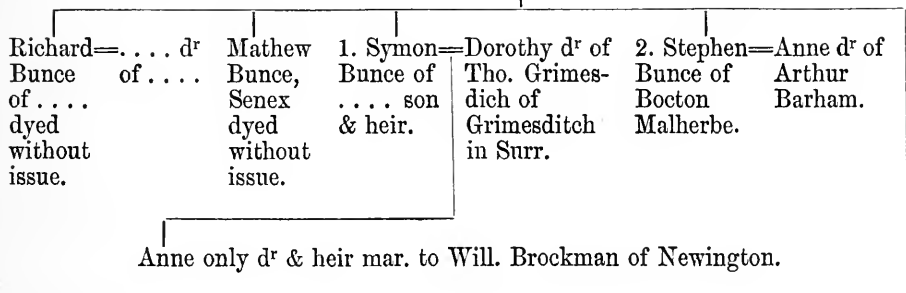 Richard=. . . . dʳ
Bunce of . . . .
of . . . .
dyed
without
issue.
Mathew
Bunce,
Senex
dyed
without
issue.
1. Symon=Dorothy dʳ of
Bunce of Tho. Grimes-
. . . . son dich of
& heir. Grimesditch
in Surr.
2. Stephen=Anne dʳ of
Bunce of Arthur
Bocton Barham.
Malherbe.
Anne only dʳ & heir mar. to Will. Brockman of Newington.